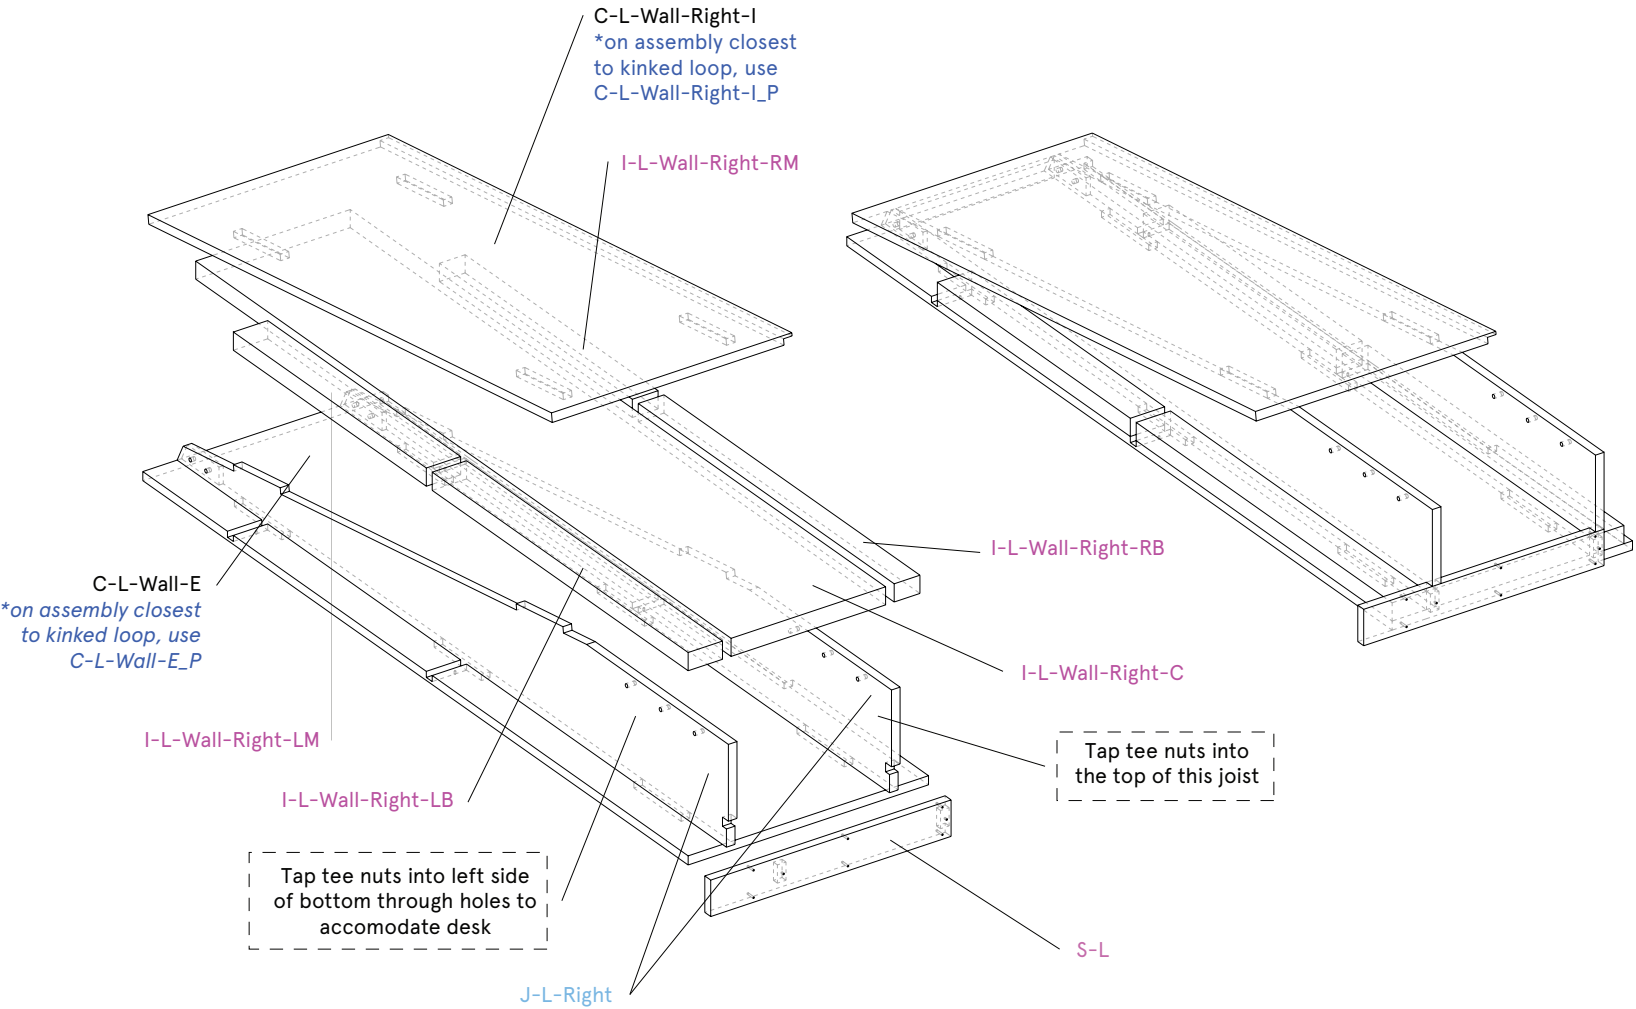 C-L-Wall-Right-I
*on assembly closest
to kinked loop, use
C-L-Wall-Right-I_P
I-L-Wall-Right-RM
I-L-Wall-Right-RB
C-L-Wall-E
*on assembly closest
to kinked loop, use
C-L-Wall-E_P
I-L-Wall-Right-C
I-L-Wall-Right-LM
Tap tee nuts into
the top of this joist
I-L-Wall-Right-LB
Tap tee nuts into left side
of bottom through holes to
accomodate desk
S-L
J-L-Right